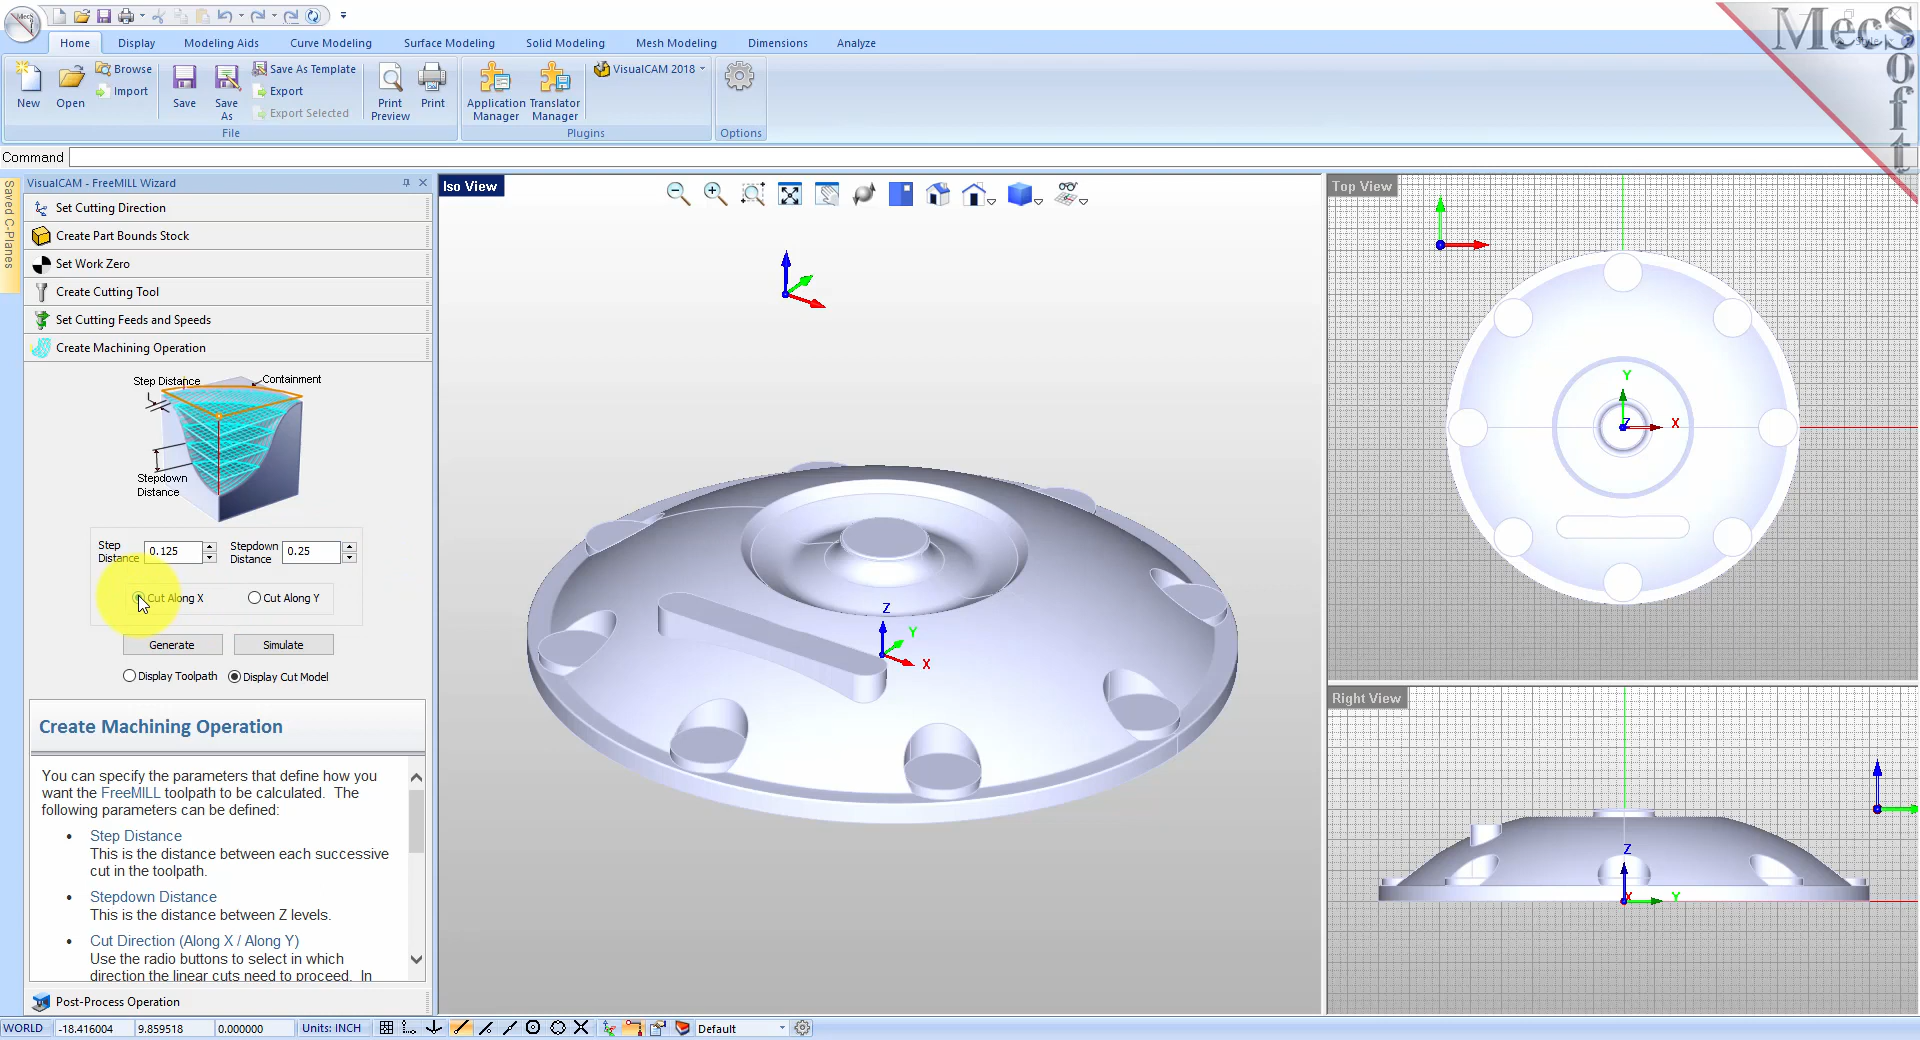 MecSoft
Home
Display
Modeling Aids
Curve Modeling
Surface Modeling
Solid Modeling
Mesh Modeling
Dimensions
Analyze
New
Open
Browse
Import
Save
Save As
Save As Template
Export
Export Selected
Print Preview
Print
File
Application Manager
Translator Manager
VisualCAM 2018
Plugins
Options
Command
Saved C-Planes
VisualCAM - FreeMILL Wizard
Set Cutting Direction
Create Part Bounds Stock
Set Work Zero
Create Cutting Tool
Set Cutting Feeds and Speeds
Create Machining Operation
Step Distance
Containment
Stepdown
Distance
Step Distance
0.125
Stepdown Distance
0.25
Cut Along X
Cut Along Y
Generate
Simulate
Display Toolpath
Display Cut Model
Create Machining Operation
You can specify the parameters that define how you
want the FreeMILL toolpath to be calculated. The
following parameters can be defined:
• Step Distance
This is the distance between each successive
cut in the toolpath.
• Stepdown Distance
This is the distance between Z levels.
• Cut Direction (Along X / Along Y)
Use the radio buttons to select in which
direction the linear cuts need to proceed. In
Post-Process Operation
Iso View
Z
Y
X
Top View
Y
Z
X
Right View
Z
X
Y
WORLD
-18.416004
9.859518
0.000000
Units: INCH
Default